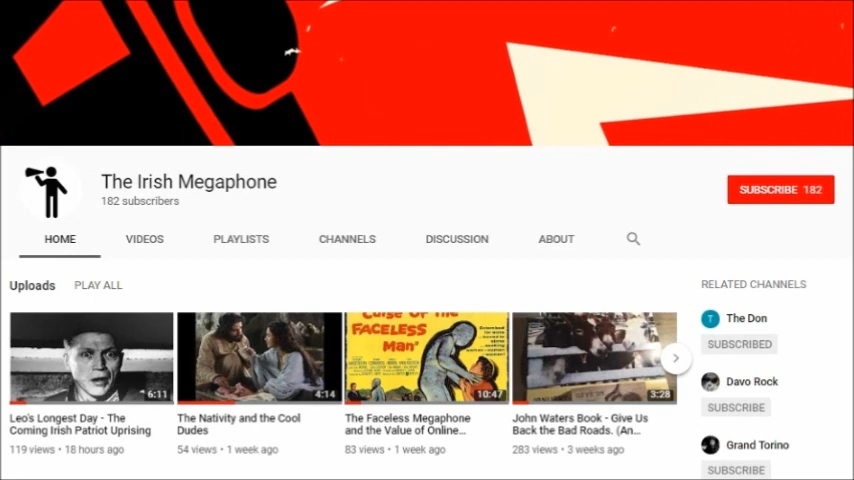 The Irish Megaphone
182 subscribers
SUBSCRIBE 182
HOME VIDEOS PLAYLISTS CHANNELS DISCUSSION ABOUT
Uploads PLAY ALL
RELATED CHANNELS
Curse Of The
FACELESS
Man"
6:11
4:14
10:47
3:28
Leo's Longest Day - The
Coming Irish Patriot Uprising
119 views • 18 hours ago
The Nativity and the Cool
Dudes
54 views • 1 week ago
The Faceless Megaphone
and the Value of Online...
83 views • 1 week ago
John Waters Book - Give Us
Back the Bad Roads. (An...
283 views • 3 weeks ago
T
The Don
SUBSCRIBED
Davo Rock
SUBSCRIBE
Grand Torino
SUBSCRIBE